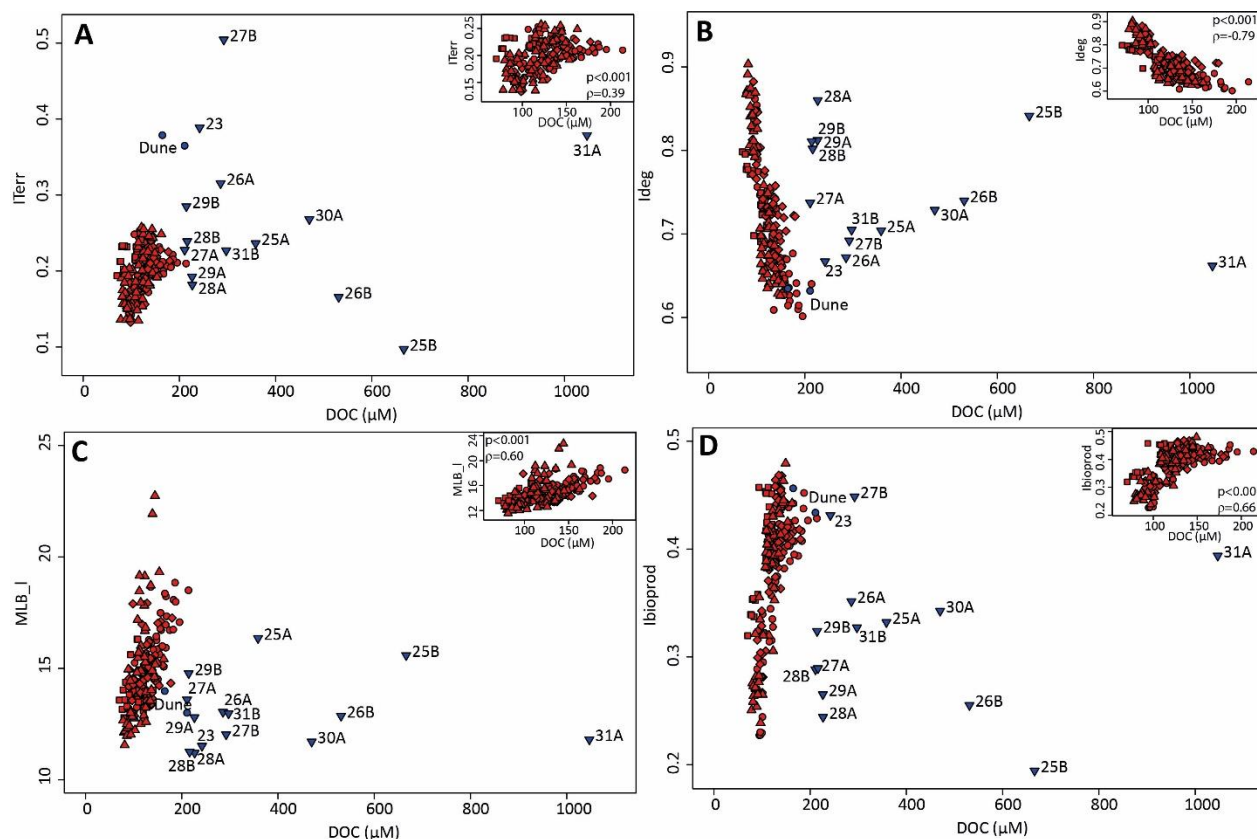 A
ITerr
0.1
0.2
0.3
0.4
0.5
0
200
400
600
800
1000
DOC (µM)
27B
23
Dune
26A
29B
28B
27A
31B
25A
30A
29A
28A
26B
25B
31A
ITerr
0.15
0.20
0.25
p<0.001
ρ=0.39
100
150
200
DOC (µM)
B
Ideg
0.6
0.7
0.8
0.9
0
200
400
600
800
1000
DOC (µM)
28A
29B
29A
28B
27A
31B
25A
27B
23
26A
30A
26B
25B
31A
Dune
Ideg
0.6
0.7
0.8
0.9
p<0.001
ρ=-0.79
100
150
200
DOC (µM)
C
MLB_I
10
15
20
25
0
200
400
600
800
1000
DOC (µM)
25A
25B
29B
27A
Dune
26A
31B
29A
27B
23
28B
28A
30A
26B
31A
MLB_I
12
16
20
24
p<0.001
ρ=0.60
100
150
200
DOC (µM)
D
Ibioprod
0.2
0.3
0.4
0.5
0
200
400
600
800
1000
DOC (µM)
Dune
27B
23
31A
26A
29B
31B
25A
30A
28B
27A
29A
28A
26B
25B
Ibioprod
0.2
0.3
0.4
0.5
p<0.00
ρ=0.66
100
150
200
DOC (µM)